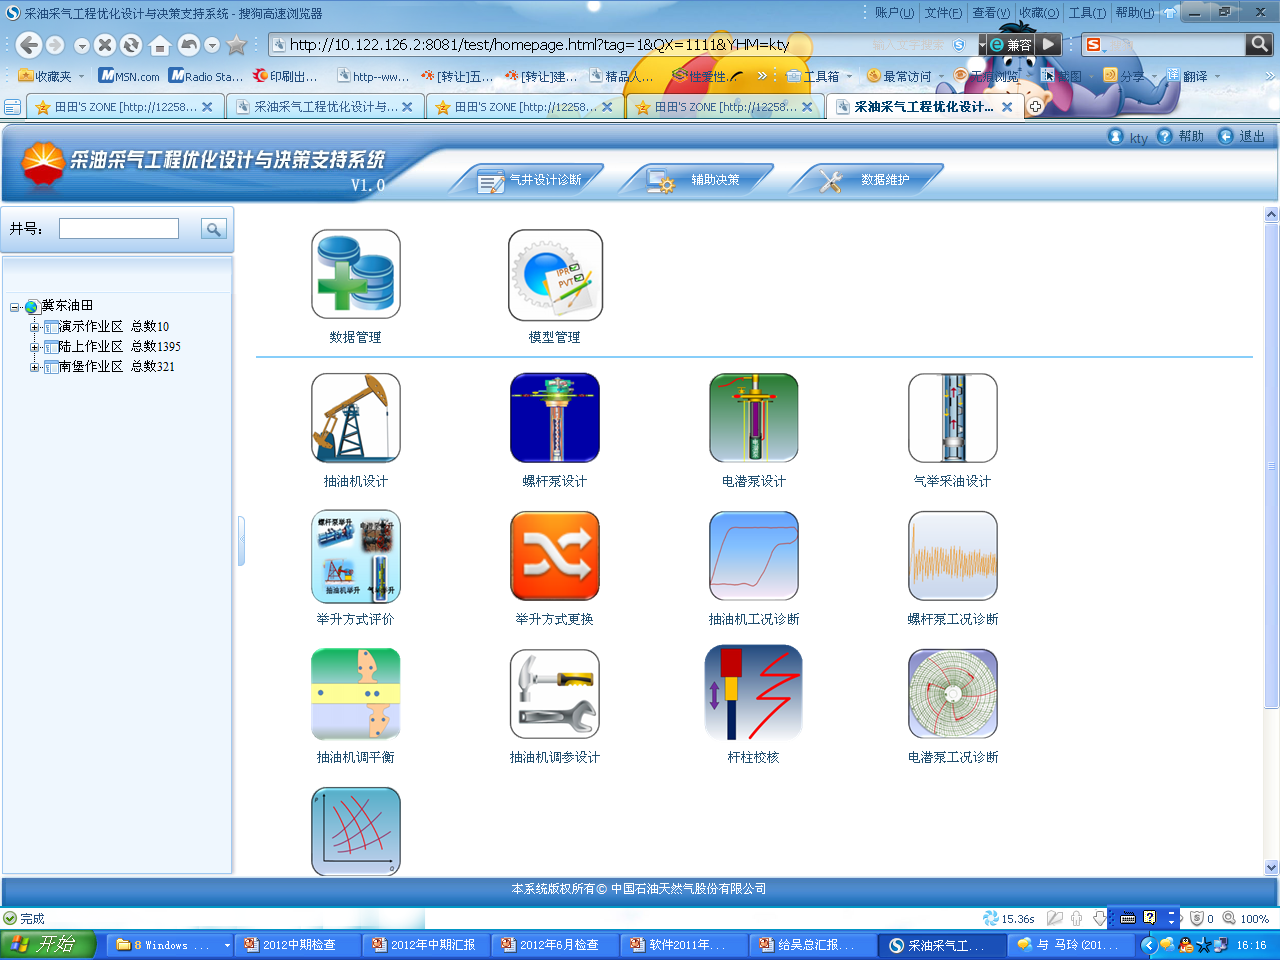 采油采气工程优化设计与决策支持系统 - 搜狗高速浏览器
账户(U) 文件(F) 查看(V) 收藏(O) 工具(T) 帮助(H)
http://10.122.126.2:8081/test/homepage.html?tag=1&QX=1111&YHM=kty
输入文字搜索
兼容
收藏夹 MSN.com Radio Sta... 印刷出... http--ww... [转让]五... [转让]建... 精品人... 性爱性... 工具箱 最常访问 无痕浏览 截图 分享 翻译
田田'S ZONE [http://12258... 采油采气工程优化设计与... 田田'S ZONE [http://12258... 田田'S ZONE [http://12258... 采油采气工程优化设计...
kty 帮助 退出
采油采气工程优化设计与决策支持系统
V1.0
气井设计诊断 辅助决策 数据维护
井号：
冀东油田
演示作业区 总数10
陆上作业区 总数1395
南堡作业区 总数321
IPR
PVT
数据管理 模型管理
抽油机设计 螺杆泵设计 电潜泵设计 气举采油设计
螺杆泵举升
抽油机举升
举升方式评价 举升方式更换 抽油机工况诊断 螺杆泵工况诊断
抽油机调平衡 抽油机调参设计 杆柱校核 电潜泵工况诊断
P
Q
本系统版权所有© 中国石油天然气股份有限公司
完成
15.36s 0 100%
开始 8 Windows ... 2012中期检查 2012年中期汇报 2012年6月检查 软件2011年... 给吴总汇报... 采油采气工... 与 马玲(201... 16:16